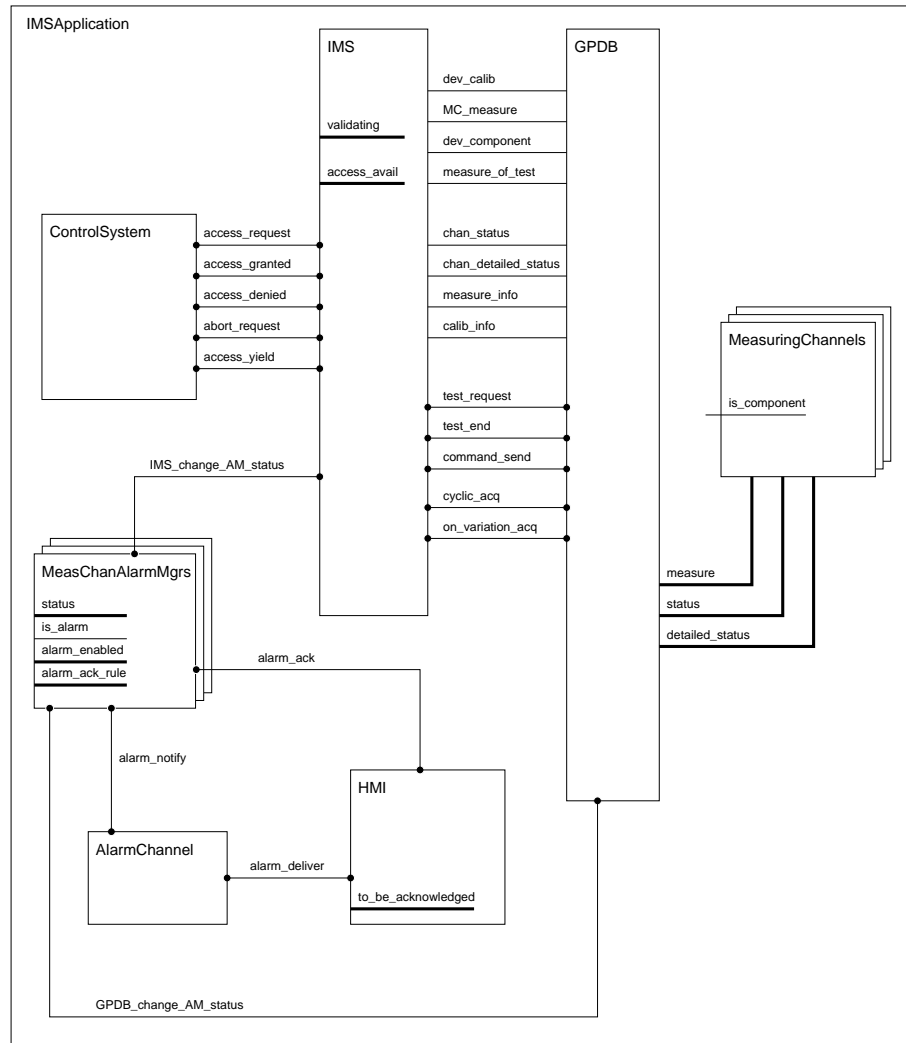 IMSApplication
IMS
GPDB
dev_calib
MC_measure
validating
dev_component
access_avail
measure_of_test
ControlSystem
access_request
chan_status
access_granted
chan_detailed_status
access_denied
measure_info
abort_request
calib_info
access_yield
MeasuringChannels
is_component
test_request
test_end
command_send
IMS_change_AM_status
cyclic_acq
on_variation_acq
MeasChanAlarmMgrs
measure
status
status
is_alarm
detailed_status
alarm_enabled
alarm_ack_rule
alarm_ack
alarm_notify
HMI
AlarmChannel
alarm_deliver
to_be_acknowledged
GPDB_change_AM_status